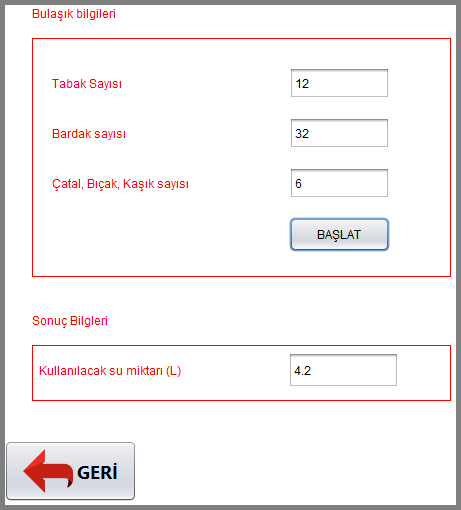 Bulaşık bilgileri
Tabak Sayısı 12
Bardak sayısı 32
Çatal, Bıçak, Kaşık sayısı 6
BAŞLAT
Sonuç Bilgleri
Kullanılacak su miktarı (L) 4.2
GERİ